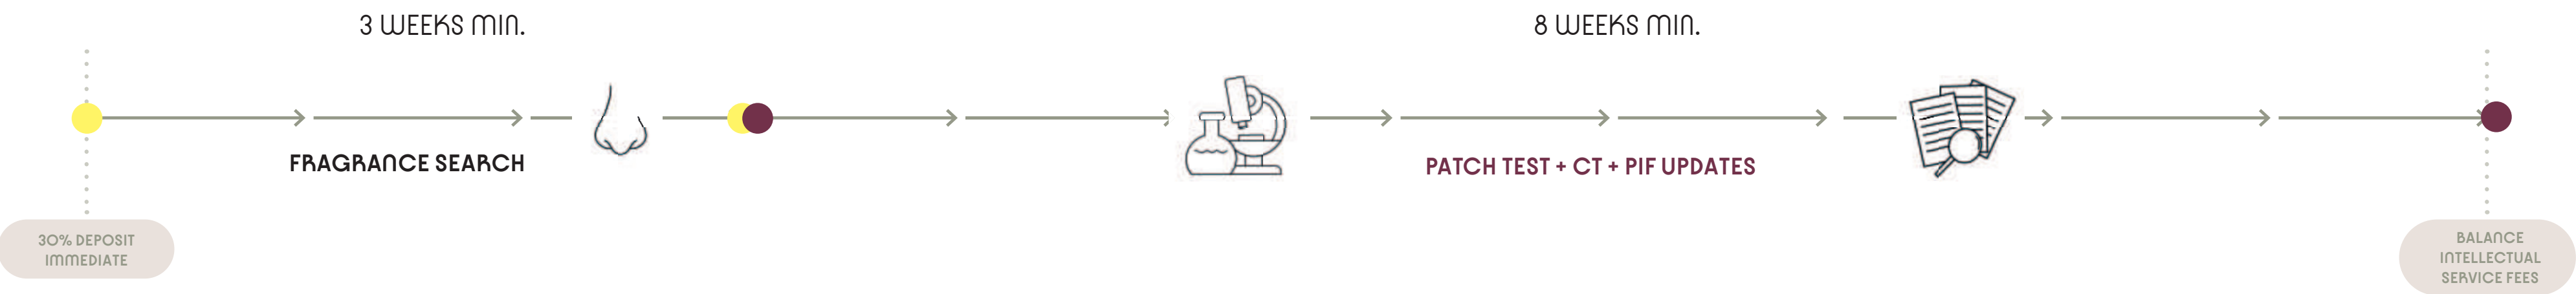 3 WEEKS MIN.
8 WEEKS MIN.
FRAGRANCE SEARCH
PATCH TEST + CT + PIF UPDATES
30% DEPOSIT
IMMEDIATE
BALANCE
INTELLECTUAL
SERVICE FEES